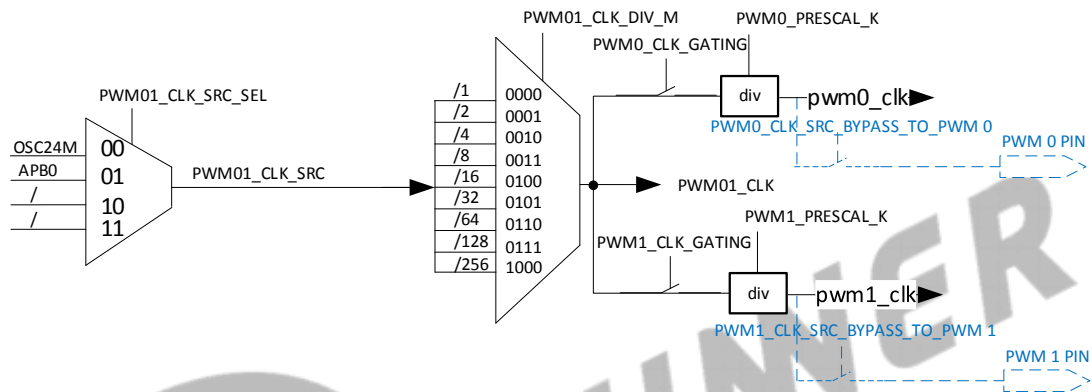 PWM01_CLK_DIV_M
PWM0_PRESCAL_K
PWM0_CLK_GATING
PWM01_CLK_SRC_SEL
/1
0000
div
pwm0_clk
/2
0001
PWM0_CLK_SRC_BYPASS_TO_PWM 0
PWM 0 PIN
OSC24M
00
/4
0010
APB0
01
/8
0011
PWM01_CLK_SRC
/16
0100
PWM01_CLK
/
10
/32
0101
/
11
/64
0110
PWM1_PRESCAL_K
/128
0111
PWM1_CLK_GATING
/256
1000
div
pwm1_clk
PWM1_CLK_SRC_BYPASS_TO_PWM 1
PWM 1 PIN